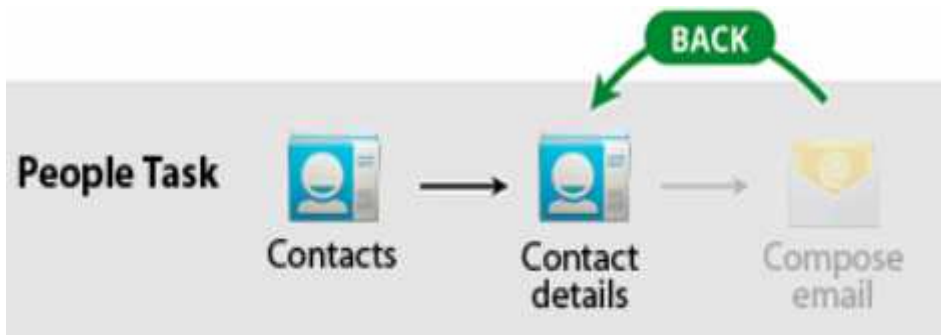 BACK
People Task
Contacts
Contact
details
Compose
email